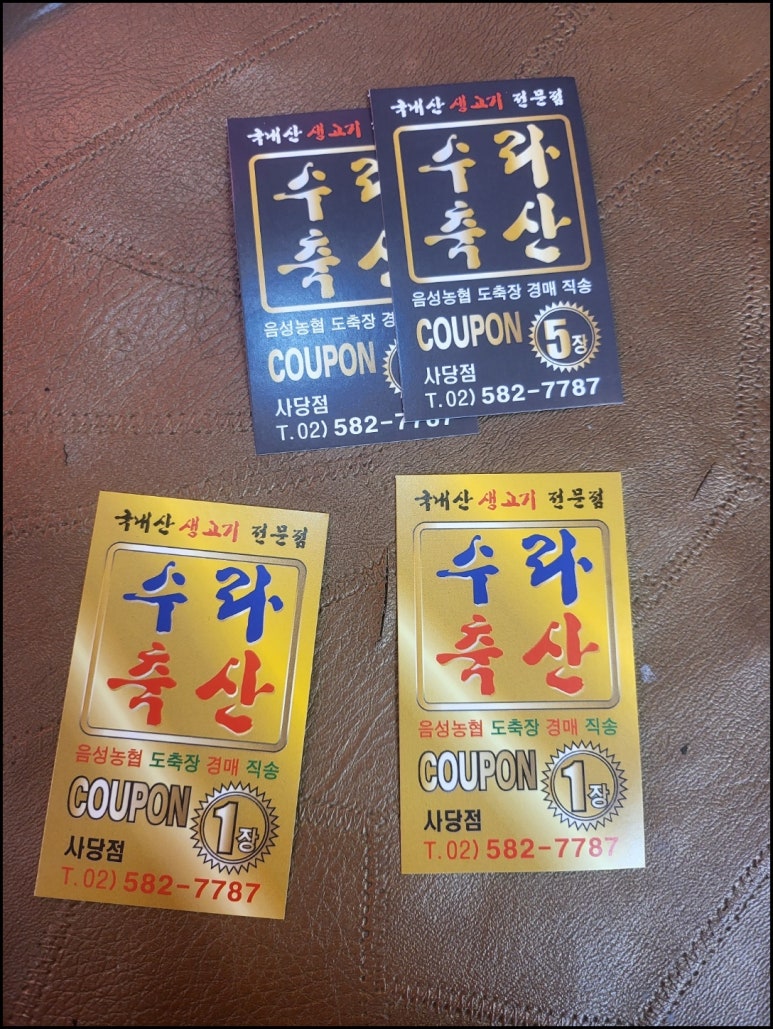 국내산 생고기
수
축
음성농협 도축장 경
COUPON
사당점
T.02) 582-7787
국내산 생고기 전문점
수라
축산
음성농협 도축장 경매 직송
COUPON 5장
사당점
T.02) 582-7787
국내산 생고기 전문점
수라
축산
음성농협 도축장 경매 직송
COUPON 1장
사당점
T.02) 582-7787
국내산 생고기 전문점
수라
축산
음성농협 도축장 경매 직송
COUPON 1장
사당점
T.02) 582-7787